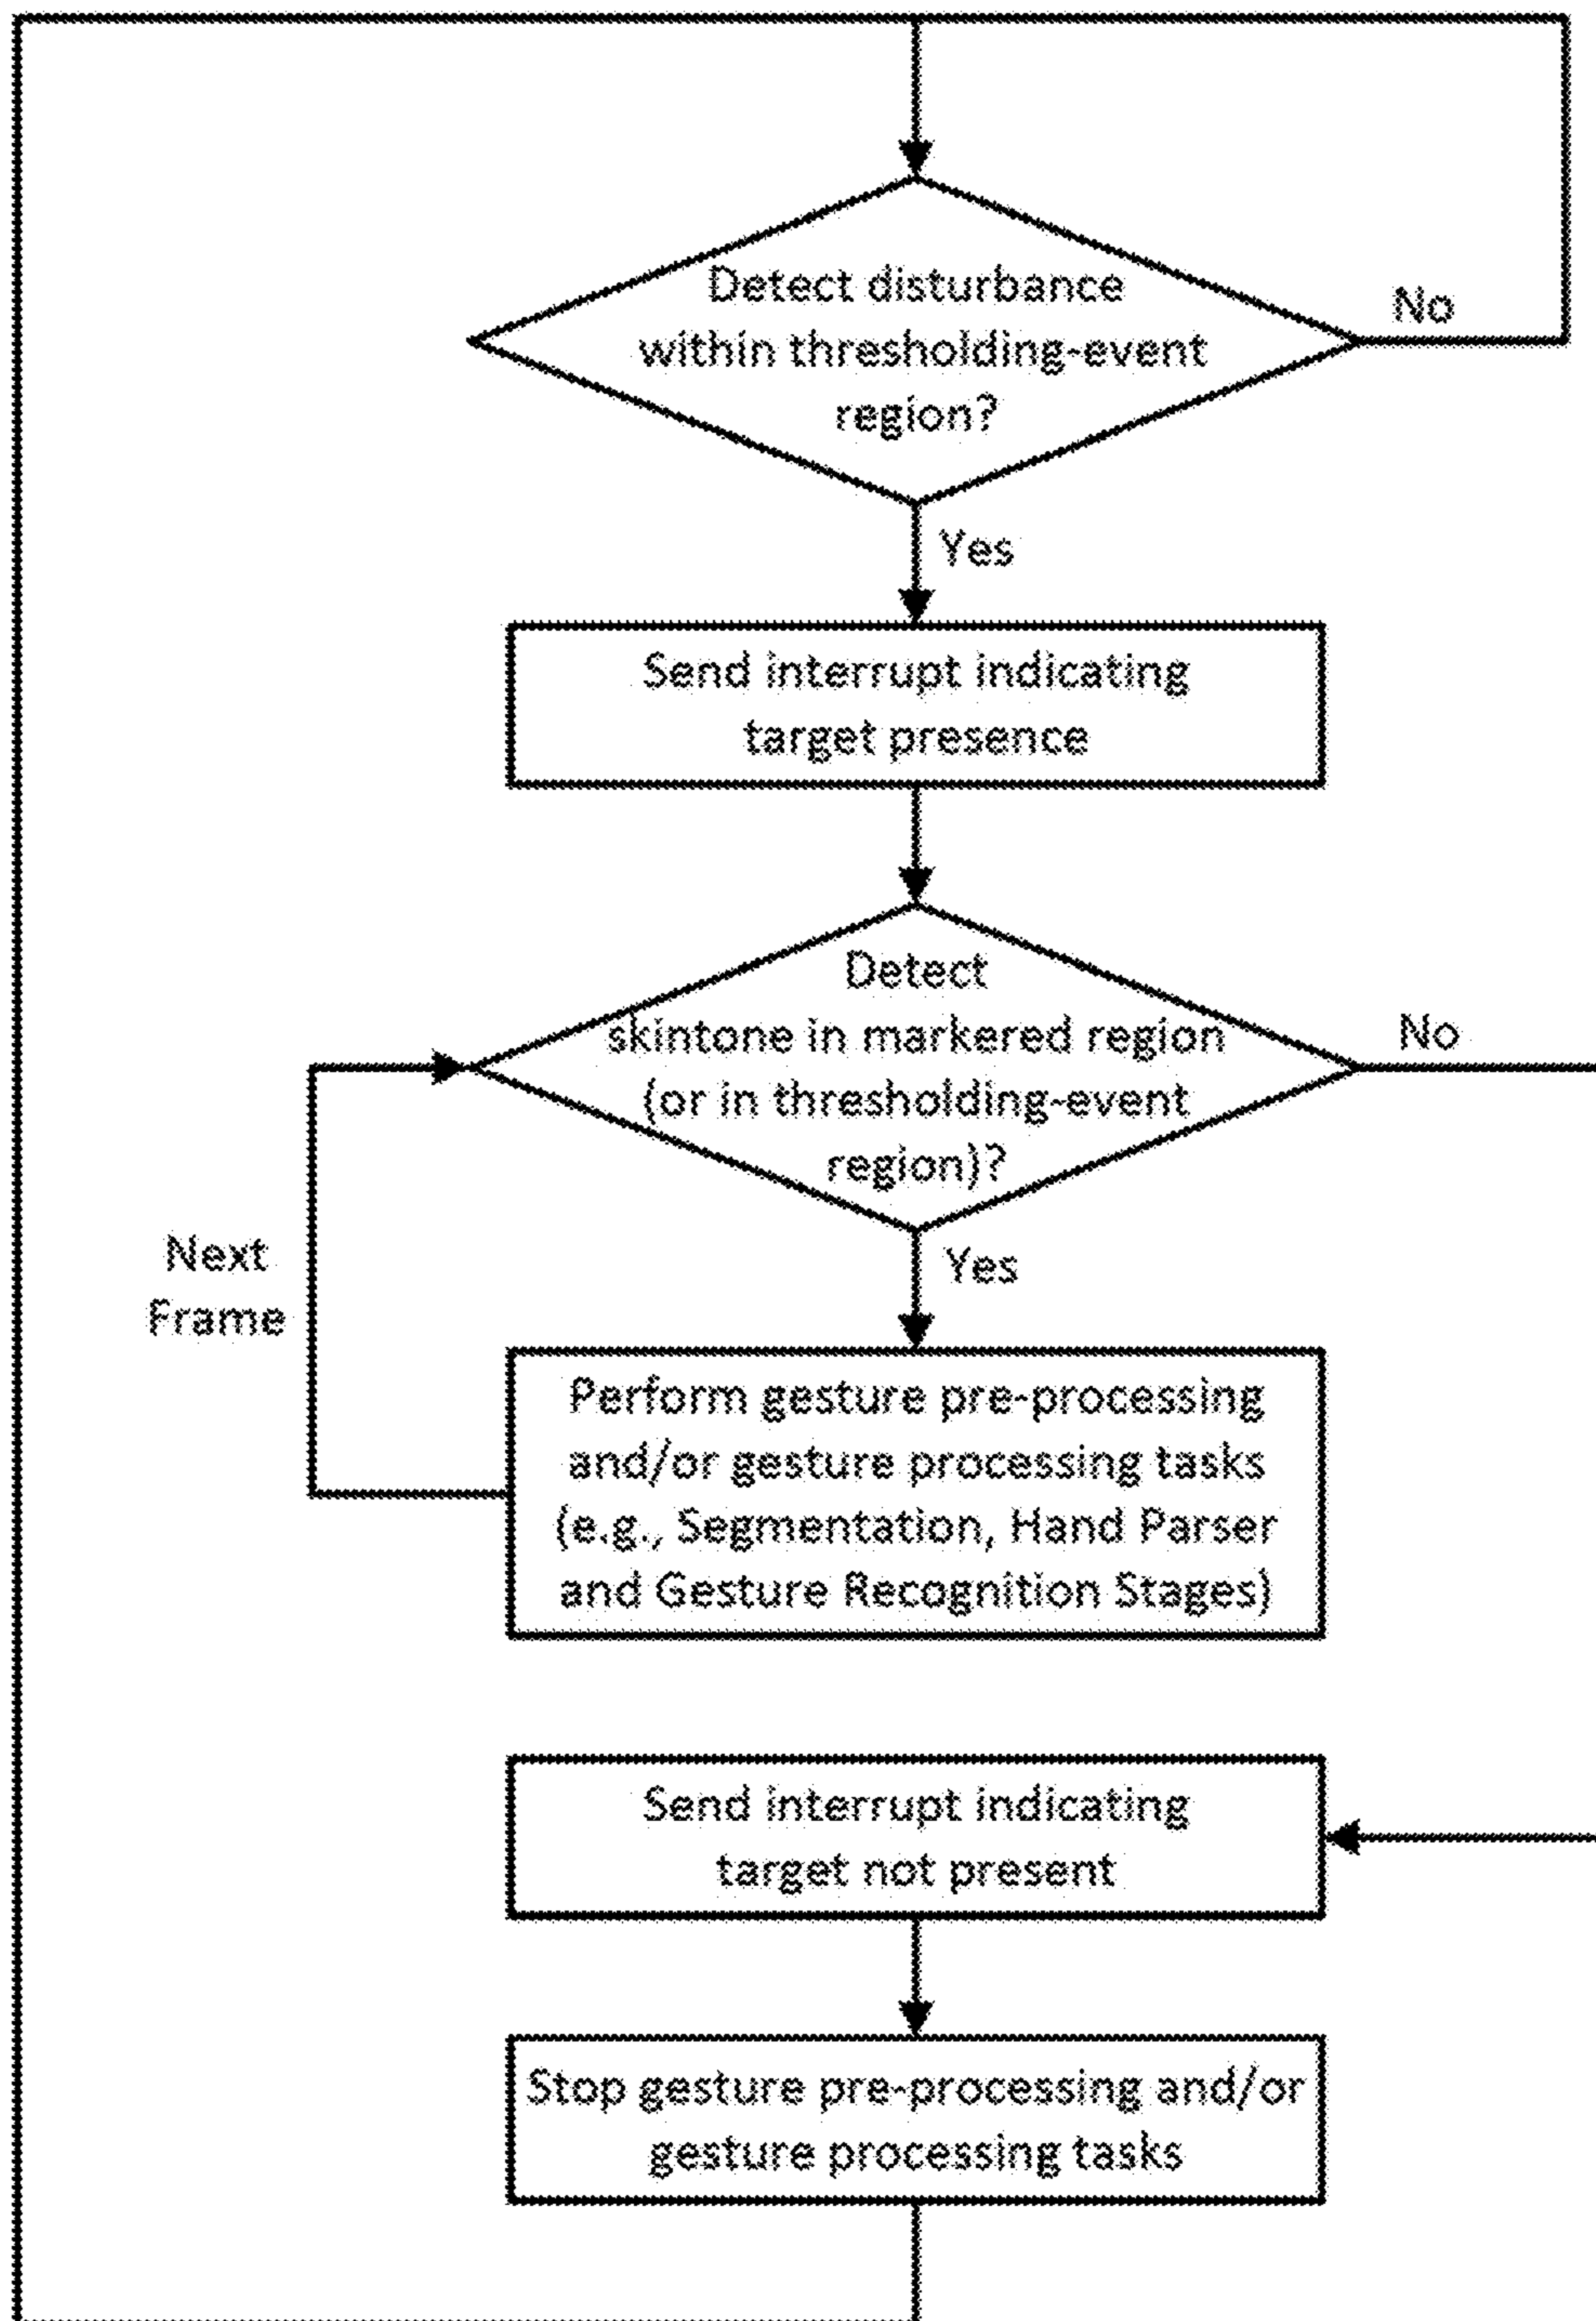 Detect disturbance
within thresholding-event
region?
No
Yes
Send interrupt indicating
target presence
Detect
skintone in markered region
(or in thresholding-event
region)?
No
Yes
Next
Frame
Perform gesture pre-processing
and/or gesture processing tasks
(e.g., Segmentation, Hand Parser
and Gesture Recognition Stages)
Send interrupt indicating
target not present
Stop gesture pre-processing and/or
gesture processing tasks